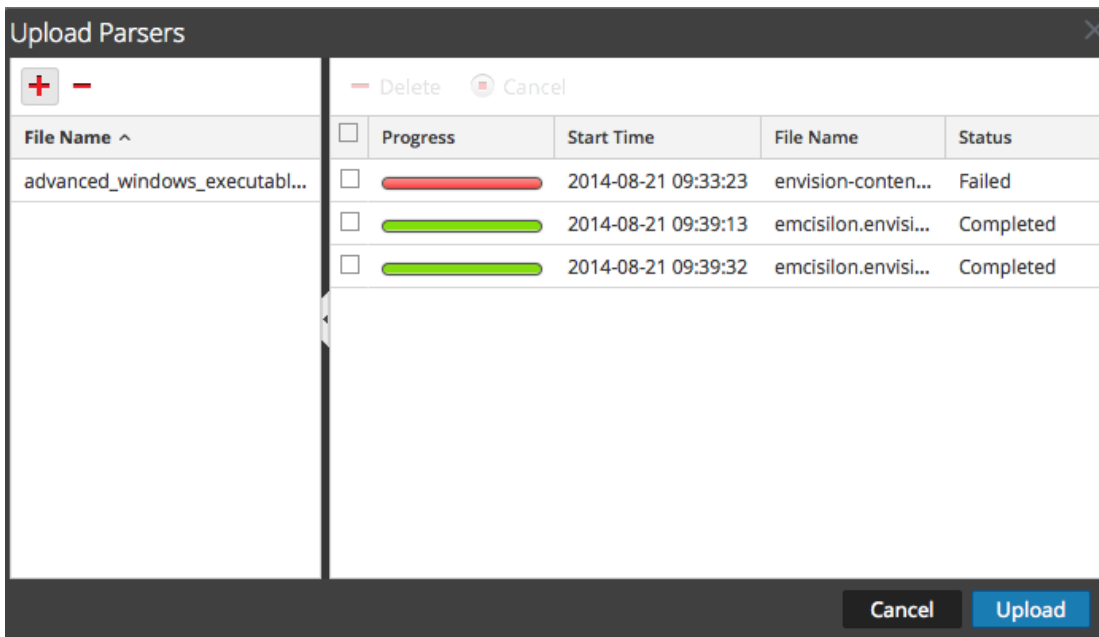 Upload Parsers
Delete Cancel
File Name
advanced_windows_executabl...
Progress Start Time File Name Status
2014-08-21 09:33:23 envision-conten... Failed
2014-08-21 09:39:13 emcisilon.envisi... Completed
2014-08-21 09:39:32 emcisilon.envisi... Completed
Cancel Upload